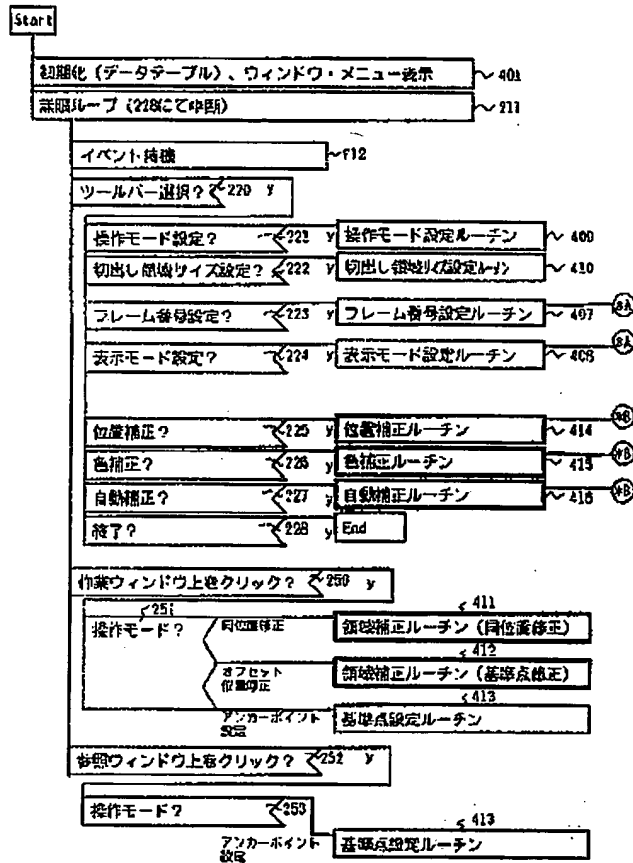 Start
初期化（データテーブル）、ウィンドウ・メニュー表示 401
無限ループ（228にて中断） 211
イベント待機 212
ツールバー選択？ 220 y
操作モード設定？ 221 y 操作モード設定ルーチン 409
切出し領域サイズ設定？ 222 y 切出し領域サイズ設定ルーチン 410
フレーム番号設定？ 223 y フレーム番号設定ルーチン 407 *A
表示モード設定？ 224 y 表示モード設定ルーチン 408 *A
位置補正？ 225 y 位置補正ルーチン 414 *B
色補正？ 226 y 色補正ルーチン 415 *B
自動補正？ 227 y 自動補正ルーチン 416 *B
終了？ 228 y End
作業ウィンドウ上をクリック？ 250 y
操作モード？ 251
同位置修正 領域補正ルーチン（同位置修正） 411
オフセット
位置修正 領域補正ルーチン（基準点修正） 412
アンカーポイント
設定 基準点設定ルーチン 413
参照ウィンドウ上をクリック？ 252 y
操作モード？ 253
アンカーポイント
設定 基準点設定ルーチン 413